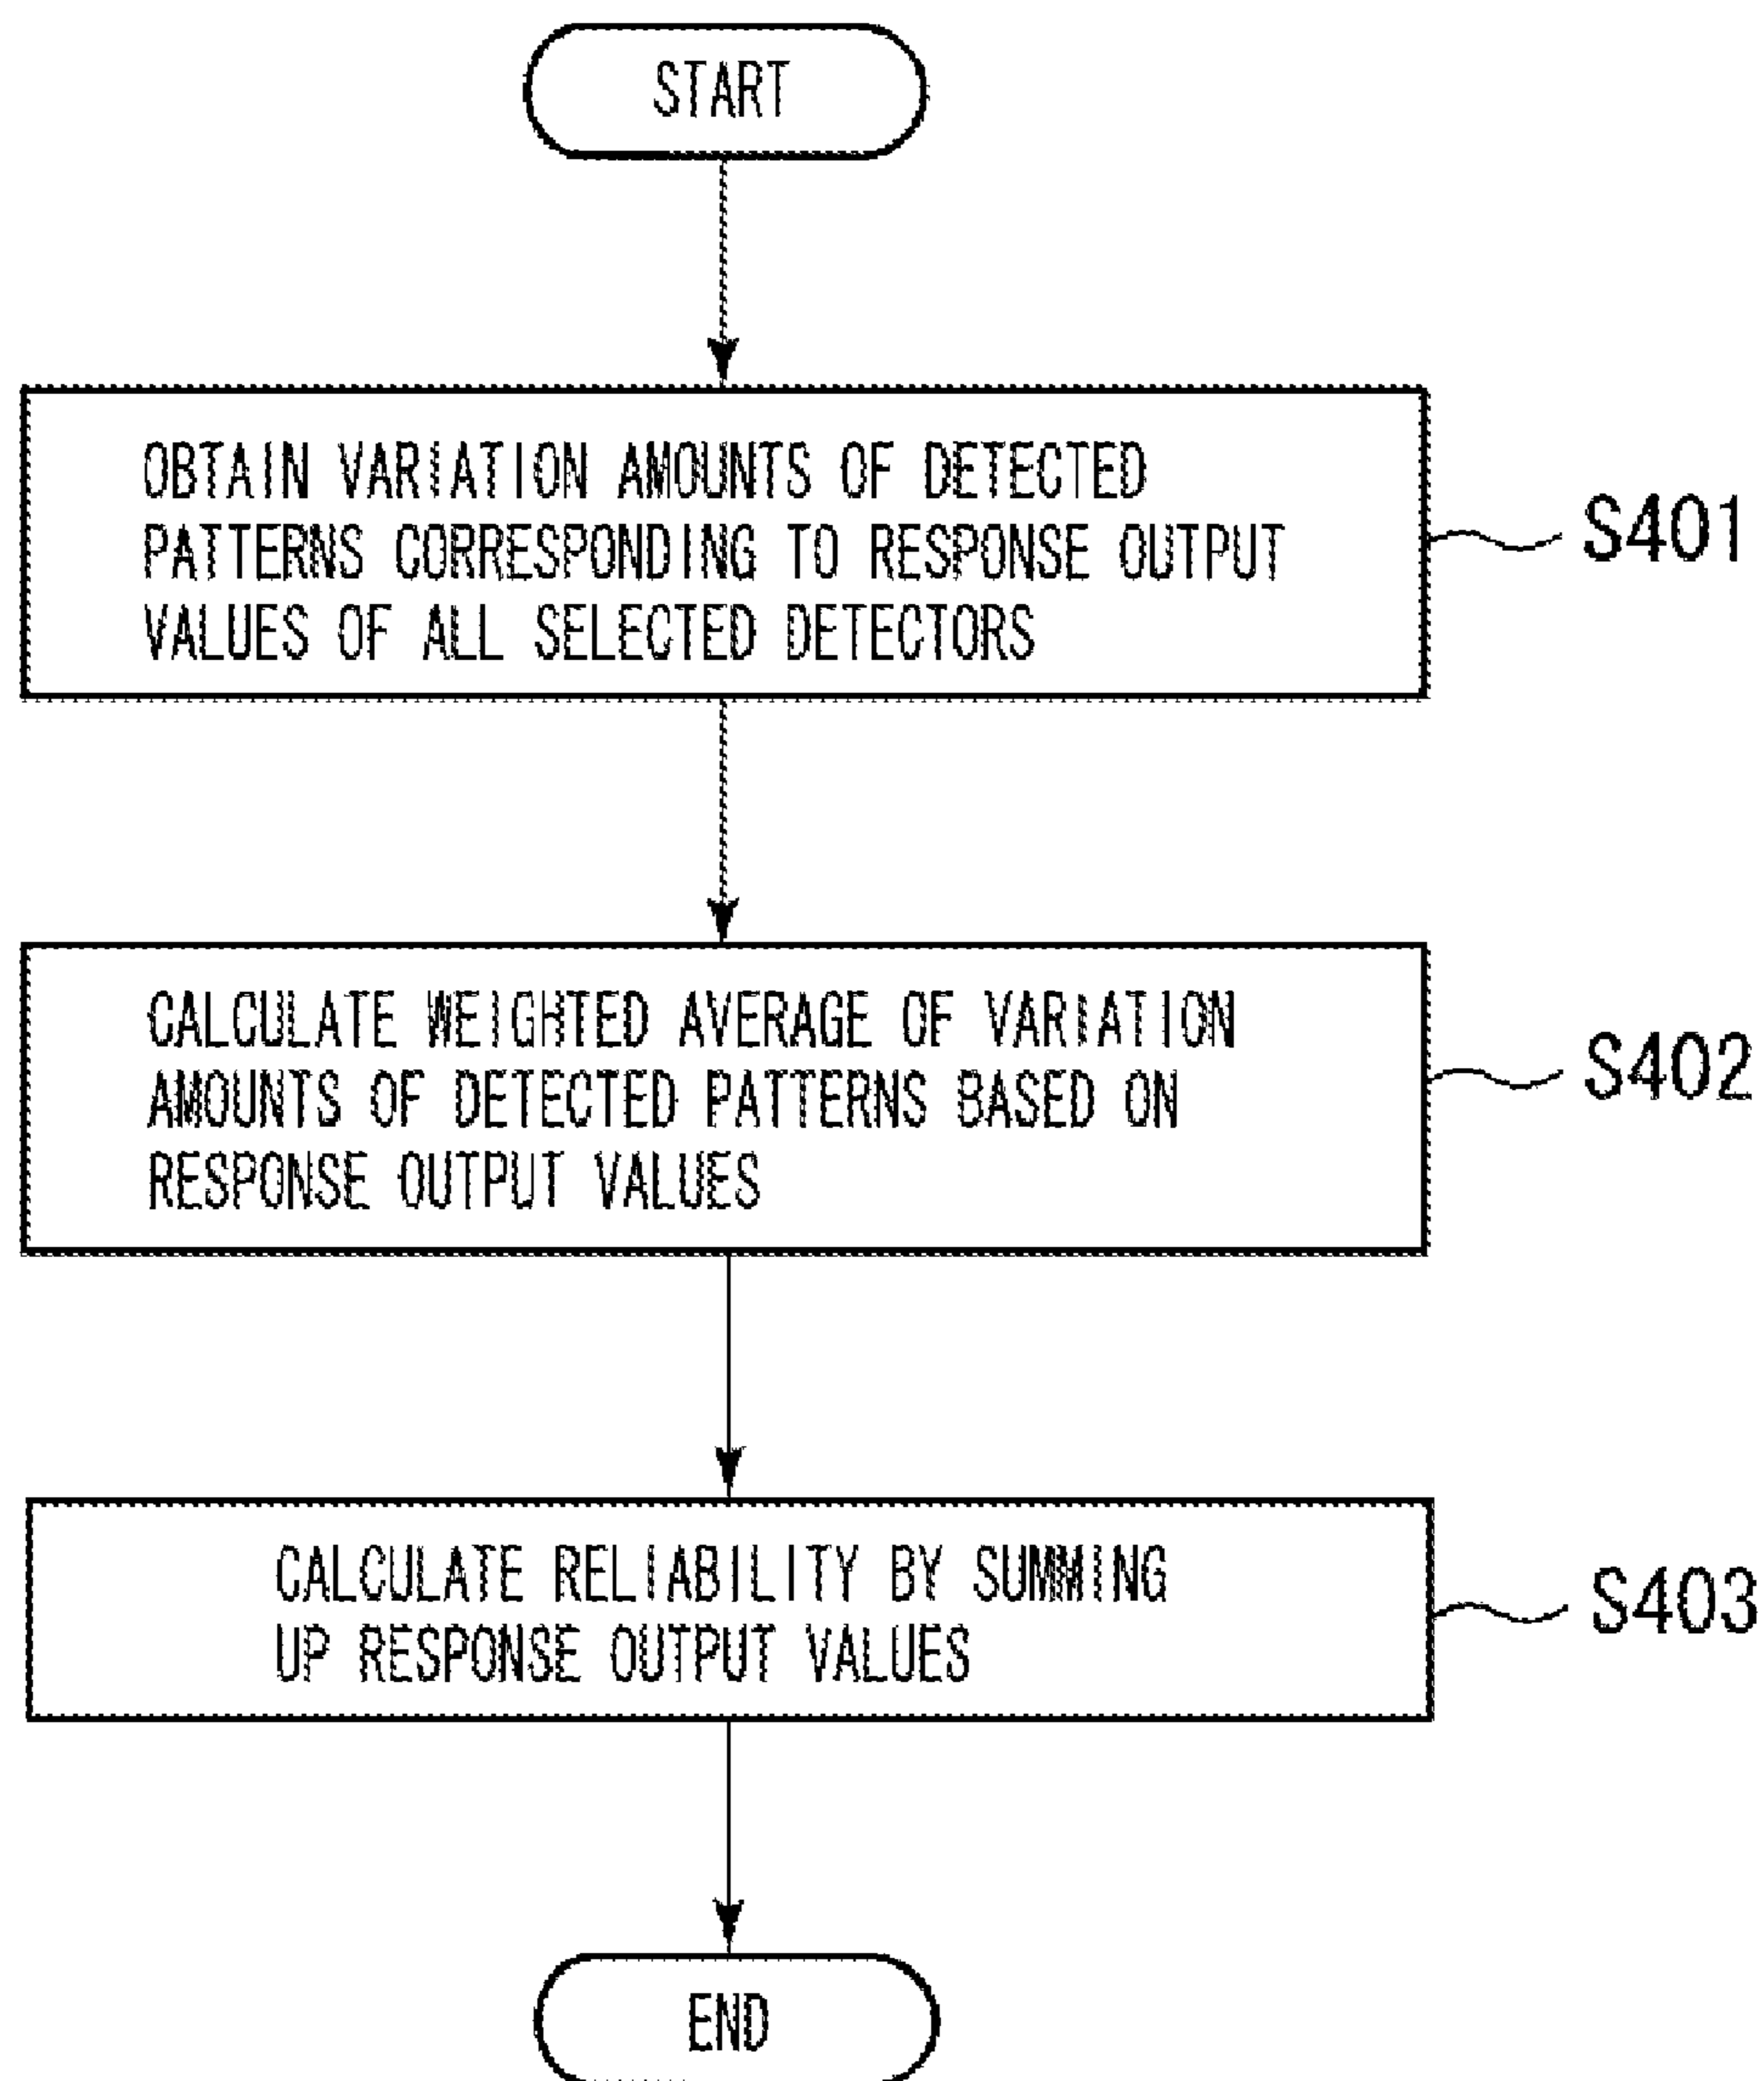 START
OBTAIN VARIATION AMOUNTS OF DETECTED
PATTERNS CORRESPONDING TO RESPONSE OUTPUT
VALUES OF ALL SELECTED DETECTORS
S401
CALCULATE WEIGHTED AVERAGE OF VARIATION
AMOUNTS OF DETECTED PATTERNS BASED ON
RESPONSE OUTPUT VALUES
S402
CALCULATE RELIABILITY BY SUMMING
UP RESPONSE OUTPUT VALUES
S403
END